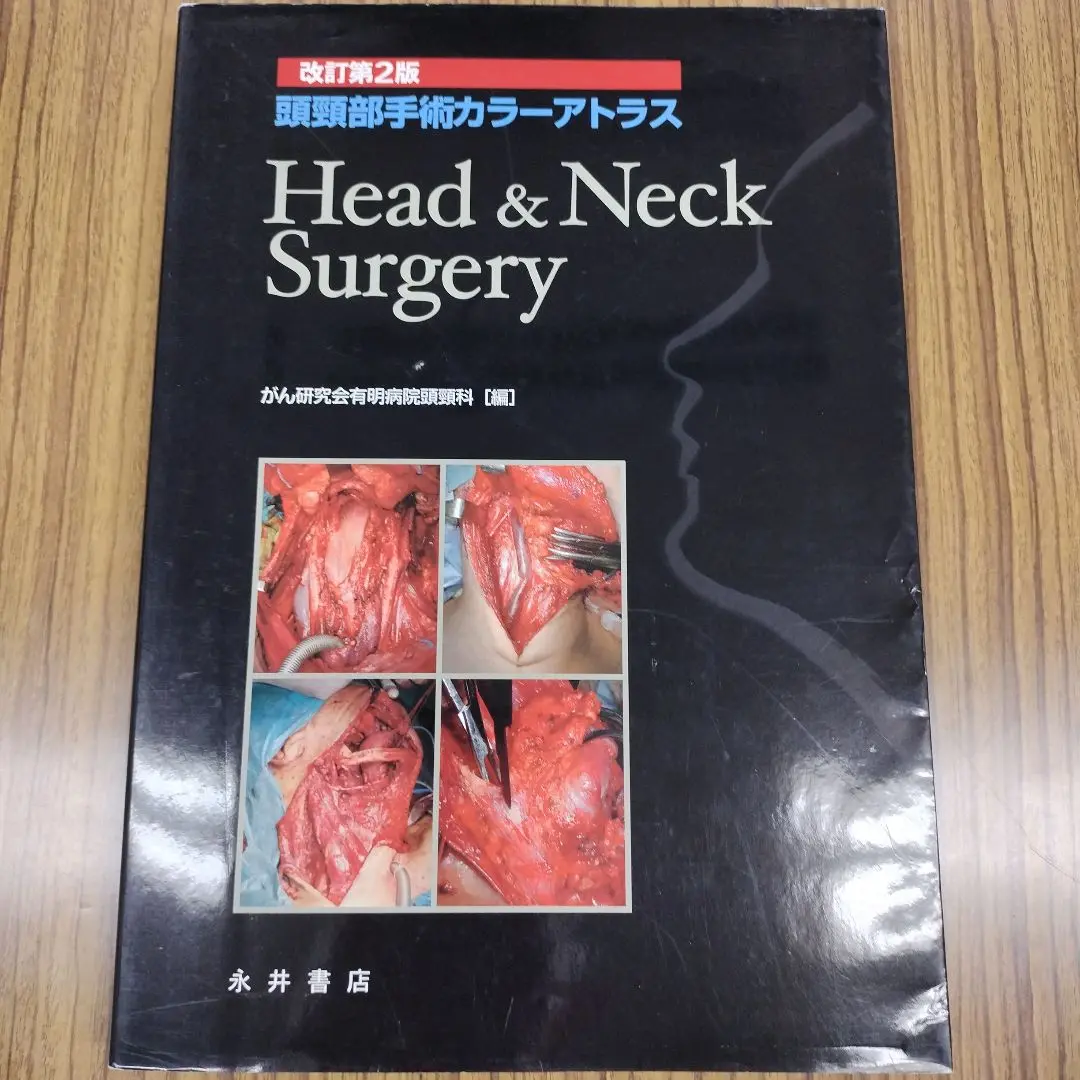 改訂第2版
頭頸部手術カラーアトラス
Head & Neck
Surgery
がん研究会有明病院頭頸科 [編]
永井書店